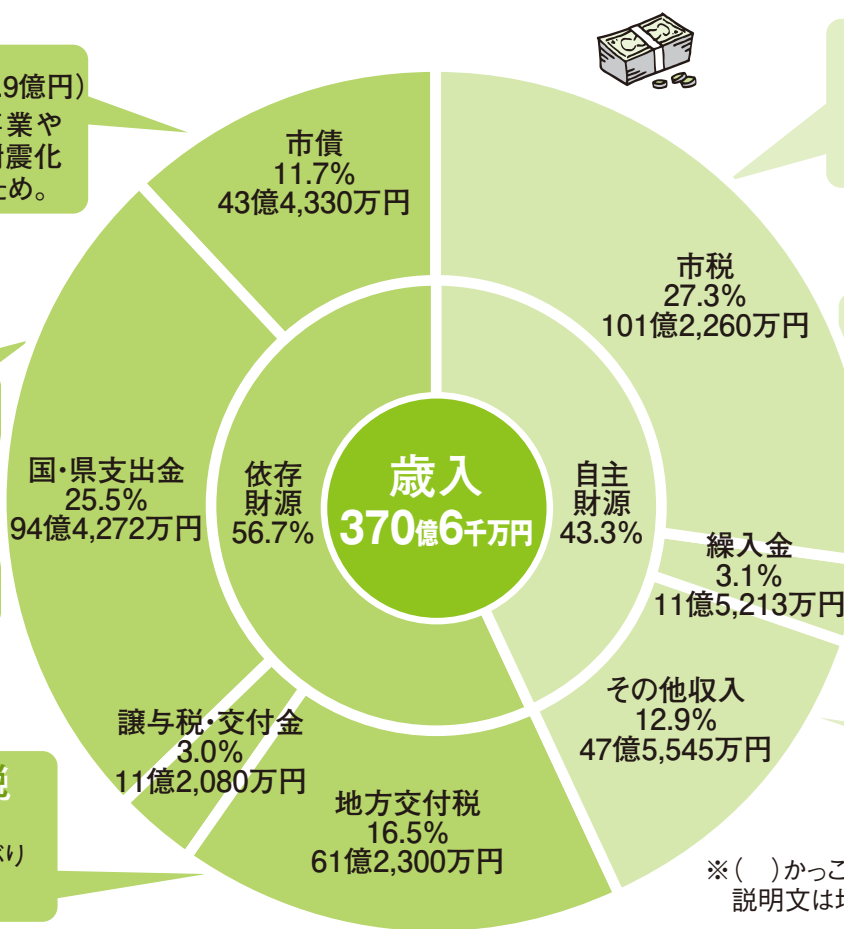 .9億円)
事業や
耐震化
ため。
市債
11.7%
43億4,330万円
市税
27.3%
101億2,260万円
国・県支出金
25.5%
94億4,272万円
依存
財源
56.7%
歳入
370億6千万円
自主
財源
43.3%
繰入金
3.1%
11億5,213万円
その他収入
12.9%
47億5,545万円
譲与税・交付金
3.0%
11億2,080万円
地方交付税
16.5%
61億2,300万円
税
ぶり
※( )かっこ
説明文は